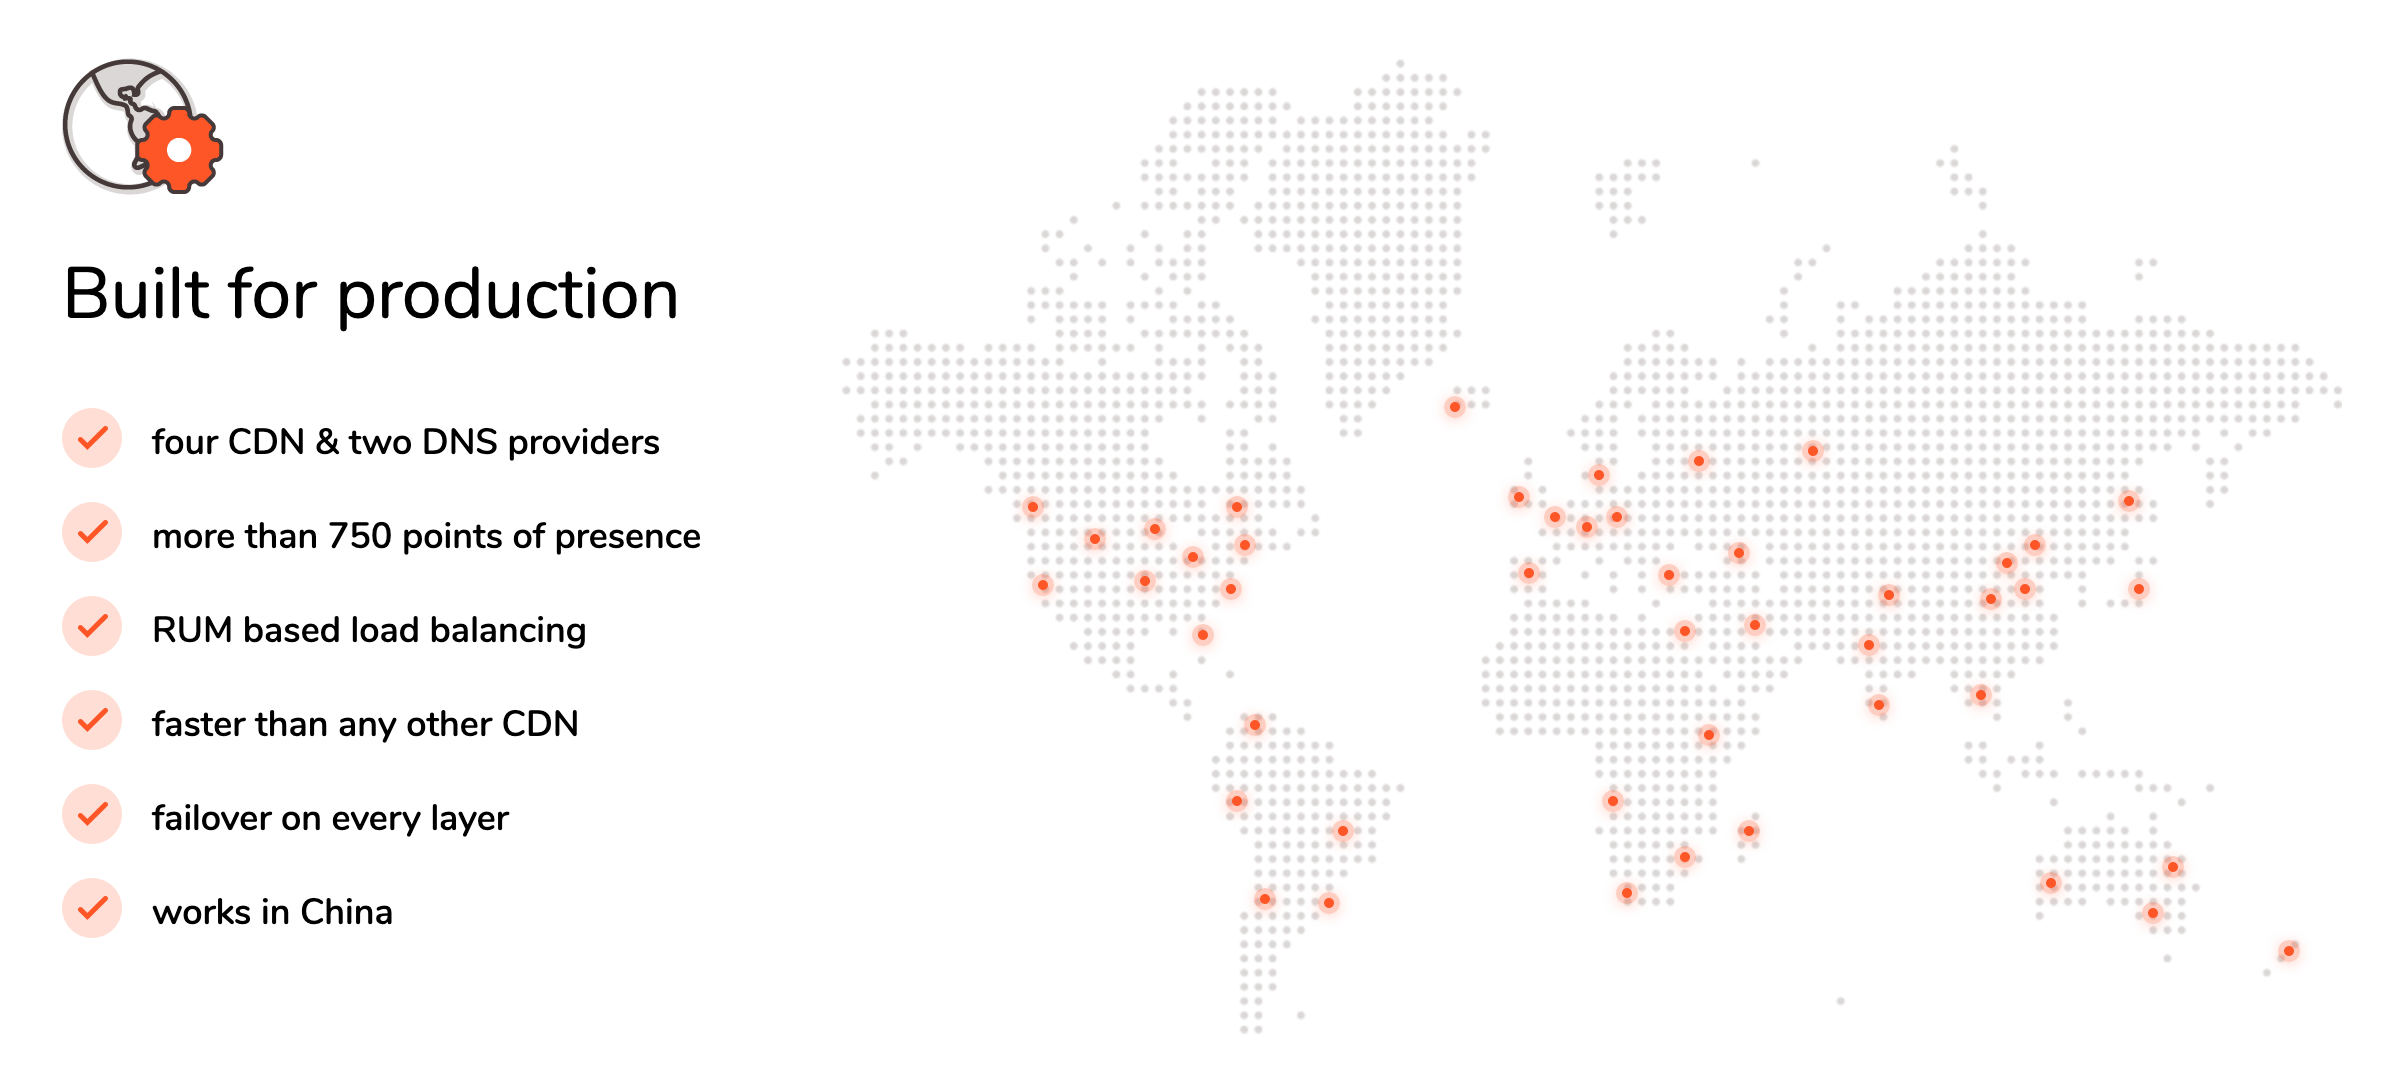 Built for production
four CDN & two DNS providers
more than 750 points of presence
RUM based load balancing
faster than any other CDN
failover on every layer
works in China